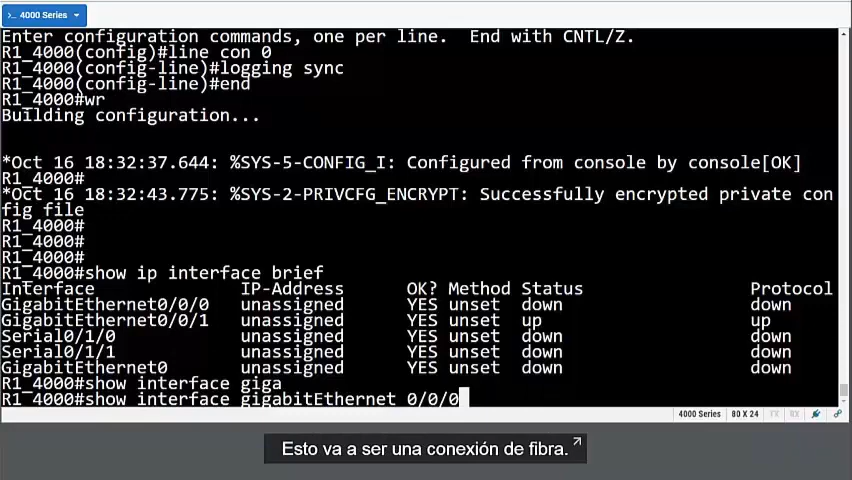 4000 Series
Enter configuration commands, one per line.  End with CNTL/Z.
R1_4000(config)#line con 0
R1_4000(config-line)#logging sync
R1_4000(config-line)#end
R1_4000#wr
Building configuration...
*Oct 16 18:32:37.644: %SYS-5-CONFIG_I: Configured from console by console[OK]
R1_4000#
*Oct 16 18:32:43.775: %SYS-2-PRIVCFG_ENCRYPT: Successfully encrypted private con
fig file
R1_4000#
R1_4000#
R1_4000#
R1_4000#show ip interface brief
Interface              IP-Address      OK? Method Status                Protocol
GigabitEthernet0/0/0   unassigned      YES unset  down                  down
GigabitEthernet0/0/1   unassigned      YES unset  up                    up
Serial0/1/0            unassigned      YES unset  down                  down
Serial0/1/1            unassigned      YES unset  down                  down
GigabitEthernet0       unassigned      YES unset  down                  down
R1_4000#show interface giga
R1_4000#show interface gigabitEthernet 0/0/0
4000 Series 80 X 24 TX RX
Esto va a ser una conexión de fibra.